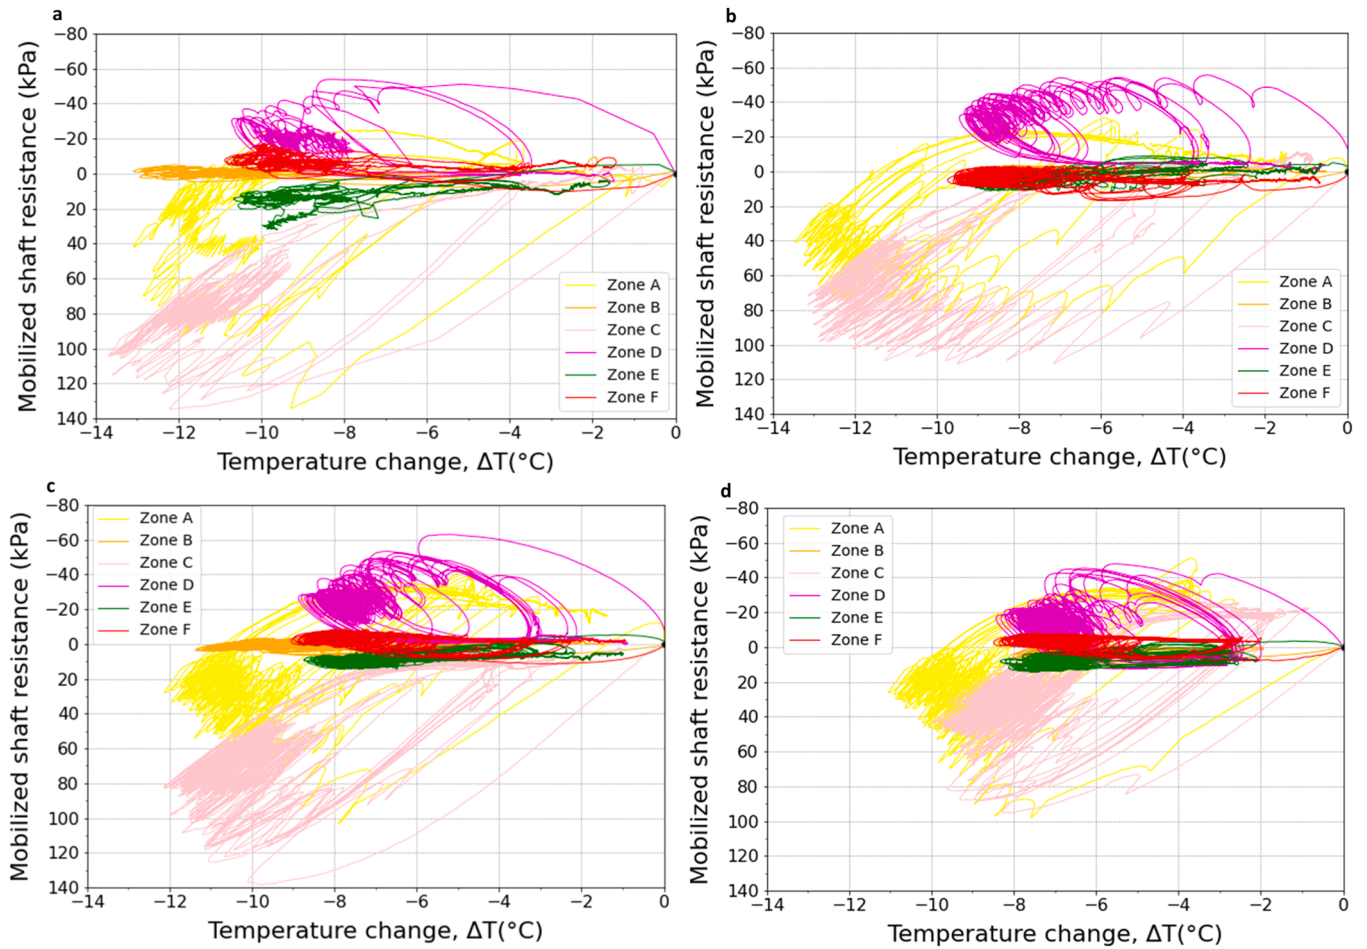 a
Mobilized shaft resistance (kPa)
−80
−60
−40
−20
0
20
40
60
80
100
120
140
−14 −12 −10 −8 −6 −4 −2 0
Temperature change, ΔT(°C)
Zone A
Zone B
Zone C
Zone D
Zone E
Zone F
b
Mobilized shaft resistance (kPa)
−80
−60
−40
−20
0
20
40
60
80
100
120
140
−14 −12 −10 −8 −6 −4 −2 0
Temperature change, ΔT(°C)
Zone A
Zone B
Zone C
Zone D
Zone E
Zone F
c
Mobilized shaft resistance (kPa)
−80
−60
−40
−20
0
20
40
60
80
100
120
140
−14 −12 −10 −8 −6 −4 −2 0
Temperature change, ΔT(°C)
Zone A
Zone B
Zone C
Zone D
Zone E
Zone F
d
Mobilized shaft resistance (kPa)
−80
−60
−40
−20
0
20
40
60
80
100
120
140
−14 −12 −10 −8 −6 −4 −2 0
Temperature change, ΔT(°C)
Zone A
Zone B
Zone C
Zone D
Zone E
Zone F